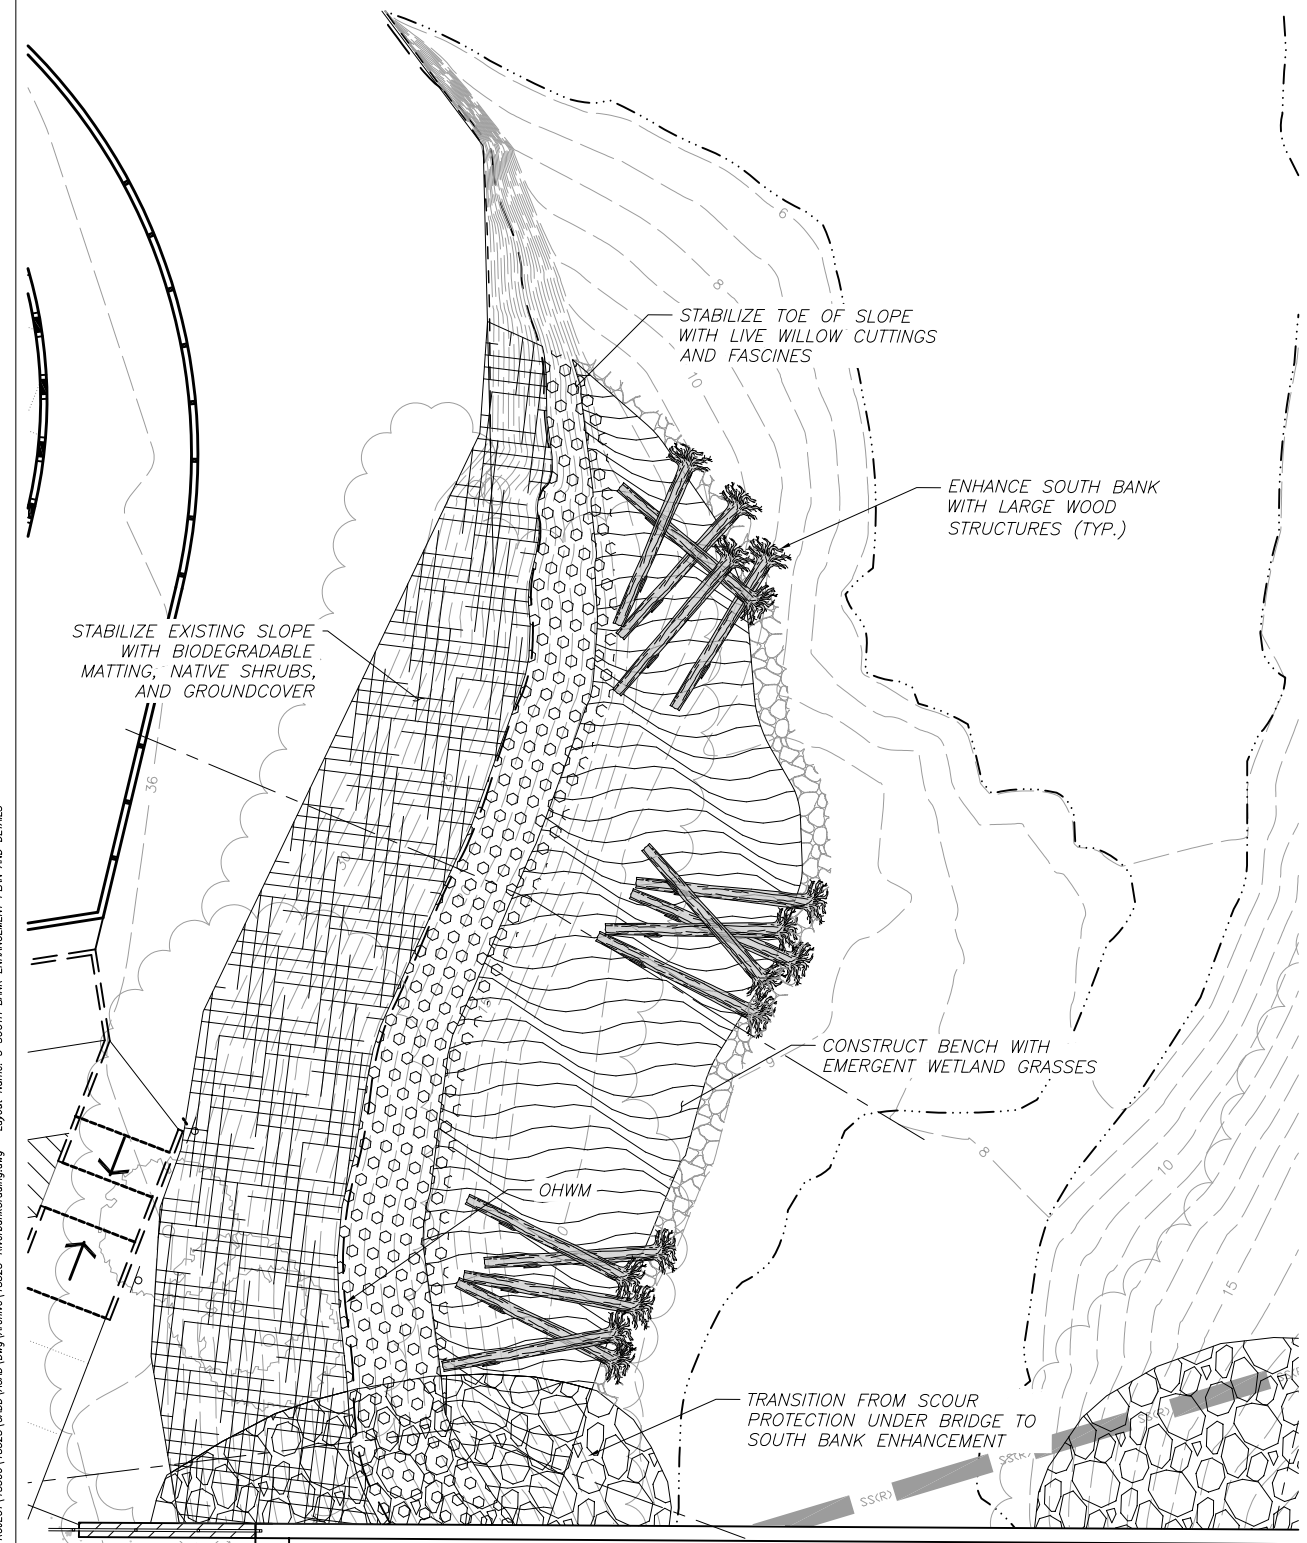 6
8
STABILIZE TOE OF SLOPE
WITH LIVE WILLOW CUTTINGS
AND FASCINES
10
ENHANCE SOUTH BANK
WITH LARGE WOOD
STRUCTURES (TYP.)
STABILIZE EXISTING SLOPE
WITH BIODEGRADABLE
MATTING, NATIVE SHRUBS,
AND GROUNDCOVER
36
CONSTRUCT BENCH WITH
EMERGENT WETLAND GRASSES
8
10
OHWM
15
TRANSITION FROM SCOUR
PROTECTION UNDER BRIDGE TO
SOUTH BANK ENHANCEMENT
SS(R)
SS(R)
SS(R)